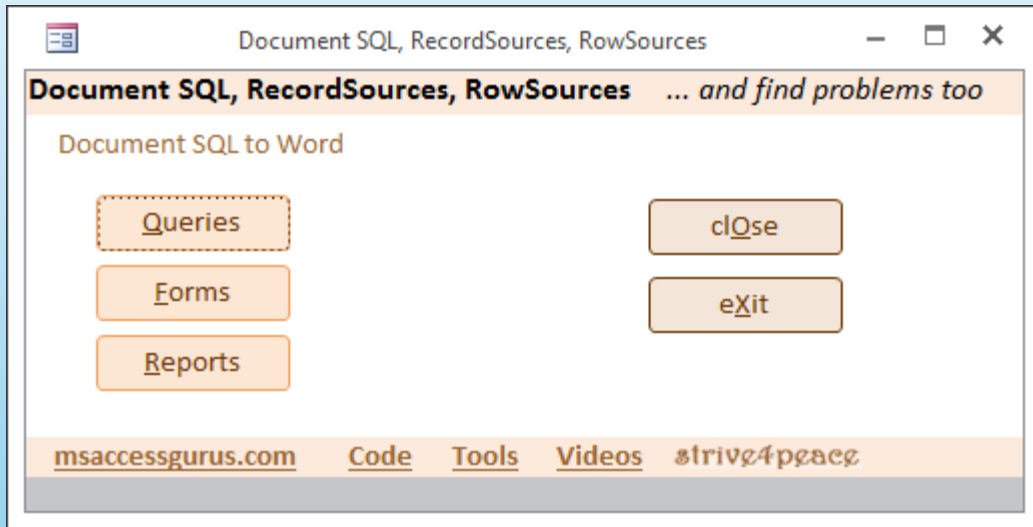 Document SQL, RecordSources, RowSources
Document SQL, RecordSources, RowSources ... and find problems too
Document SQL to Word
Queries
clOse
Forms
eXit
Reports
msaccessgurus.com Code Tools Videos strive4peace